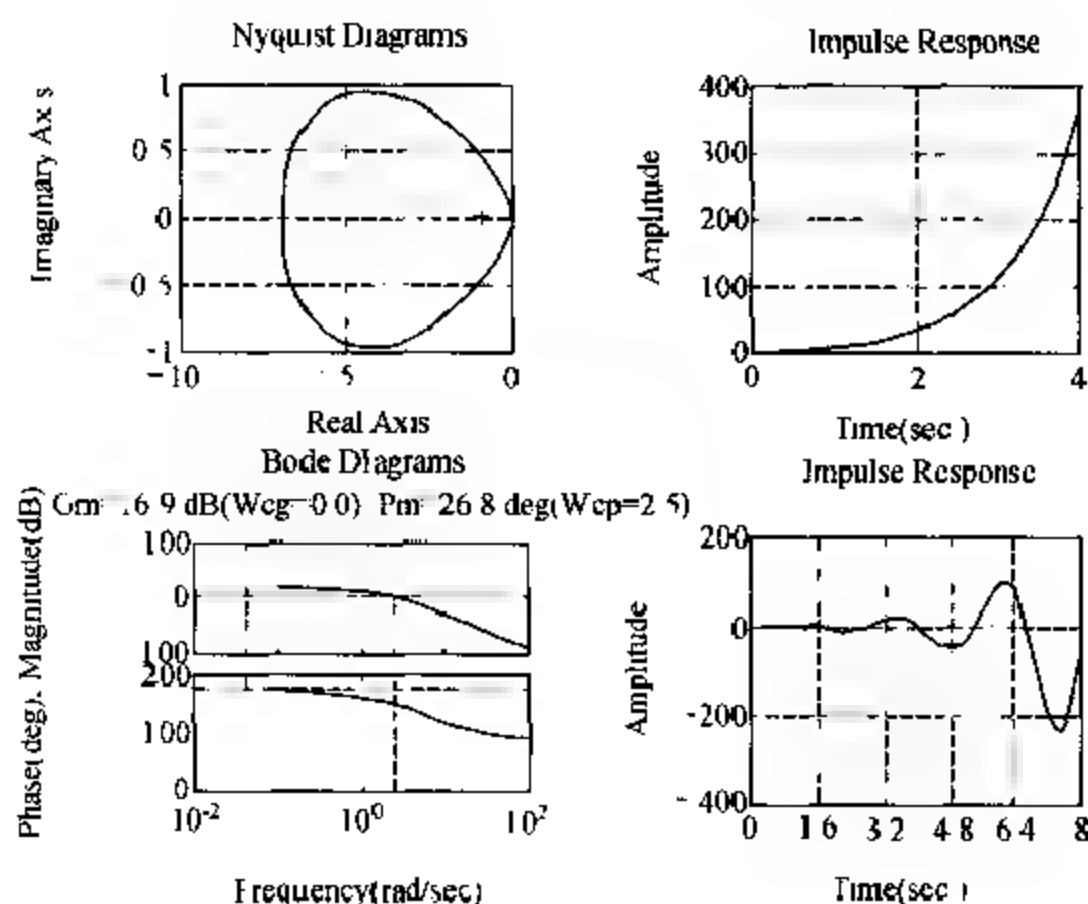 Nyquist Diagrams
Imaginary Ax s
1
0 5
0
0 5
-1
-10
5
0
Real Axis
Impulse Response
Amplitude
400
300
200
100
0
0
2
4
Time(sec )
Bode Diagrams
Gm= 16 9 dB(Wcg= 0 0) Pm= 26 8 deg(Wcp=2 5)
Phase(deg). Magnitude(dB)
100
0
100
200
100
0
10-2
100
102
Frequency(rad/sec)
Impulse Response
Amplitude
200
0
-200
-400
0
1 6
3 2
4 8
6 4
8
Time(sec )